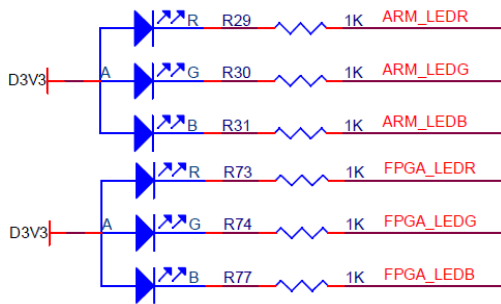 R R29 1K ARM_LEDR
D3V3 A G R30 1K ARM_LEDG
B R31 1K ARM_LEDB
R R73 1K FPGA_LEDR
D3V3 A G R74 1K FPGA_LEDG
B R77 1K FPGA_LEDB